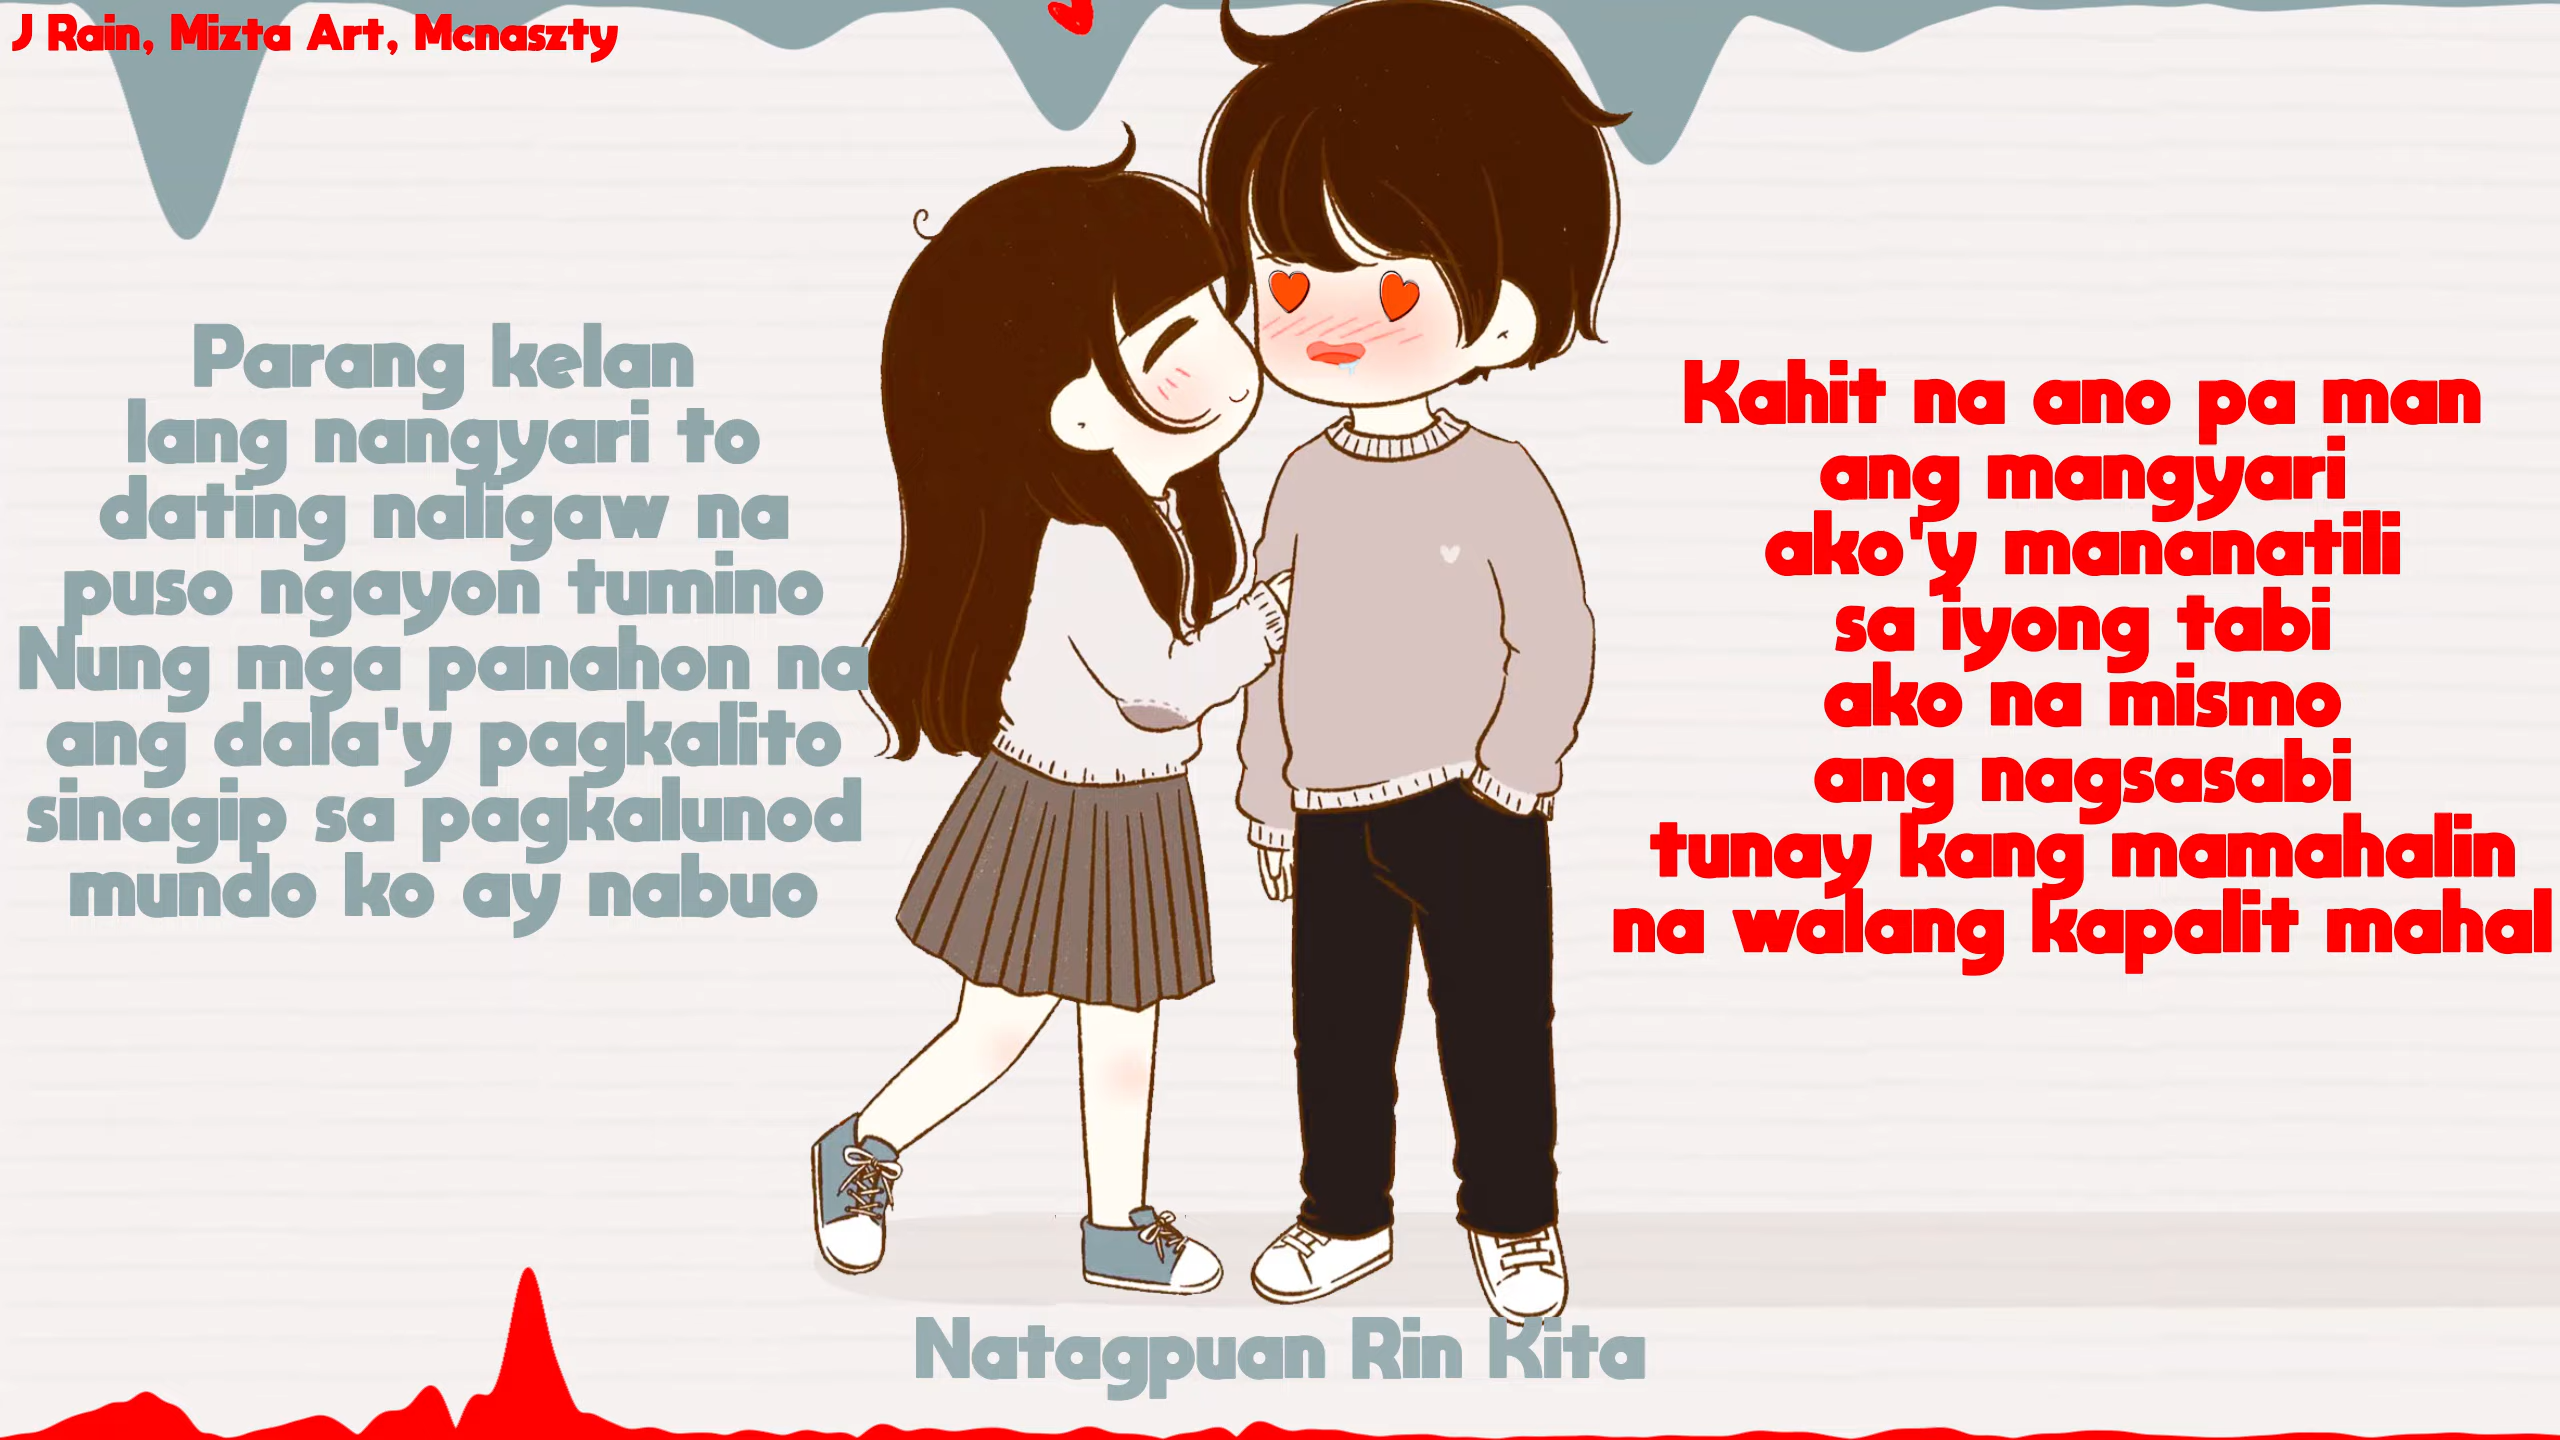 J Rain, Mizta Art, Mcnaszty
Parang kelan
lang nangyari to
dating naligaw na
puso ngayon tumino
Nung mga panahon na
ang dala'y pagkalito
sinagip sa pagkalunod
mundo ko ay nabuo
Kahit na ano pa man
ang mangyari
ako'y mananatili
sa iyong tabi
ako na mismo
ang nagsasabi
tunay kang mamahalin
na walang kapalit mahal
Natagpuan Rin Kita